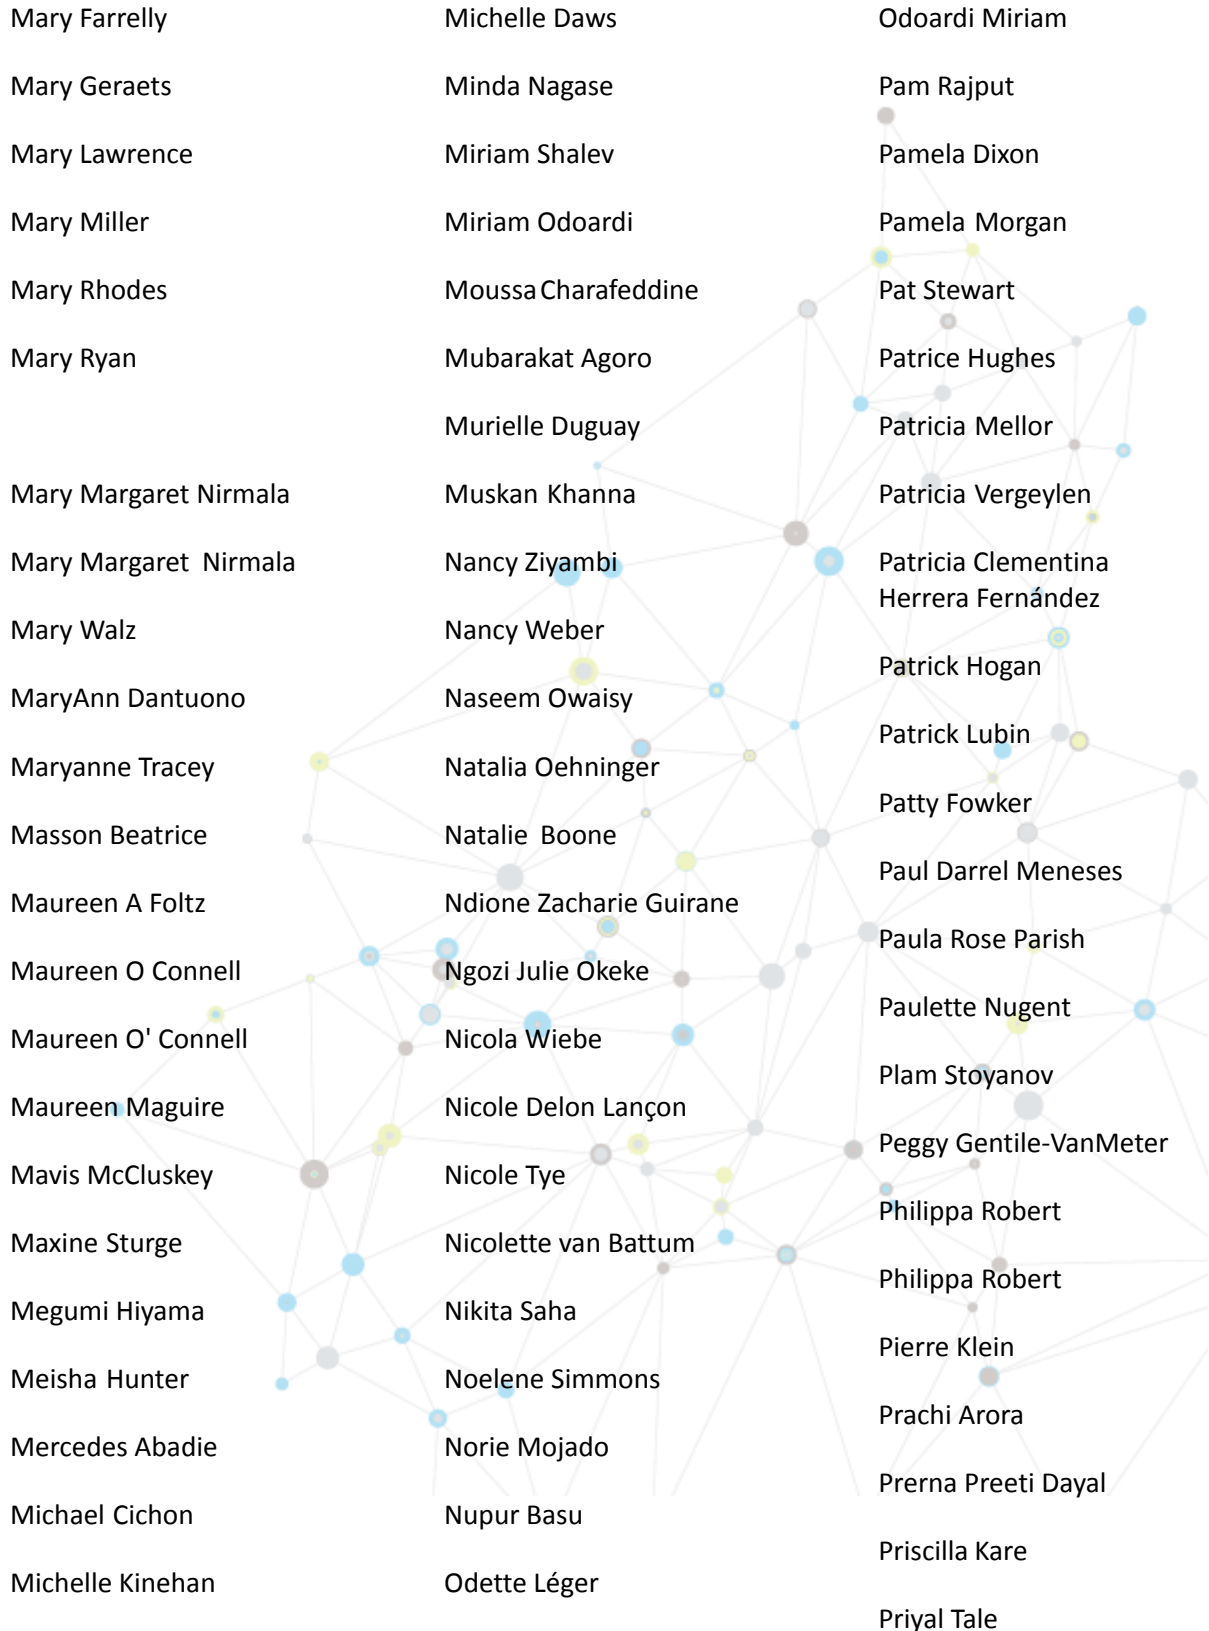 Mary Farrelly
Mary Geraets
Mary Lawrence
Mary Miller
Mary Rhodes
Mary Ryan
Mary Margaret Nirmala
Mary Margaret  Nirmala
Mary Walz
MaryAnn Dantuono
Maryanne Tracey
Masson Beatrice
Maureen A Foltz
Maureen O Connell
Maureen O' Connell
Maureen Maguire
Mavis McCluskey
Maxine Sturge
Megumi Hiyama
Meisha Hunter
Mercedes Abadie
Michael Cichon
Michelle Kinehan
Michelle Daws
Minda Nagase
Miriam Shalev
Miriam Odoardi
Moussa Charafeddine
Mubarakat Agoro
Murielle Duguay
Muskan Khanna
Nancy Ziyambi
Nancy Weber
Naseem Owaisy
Natalia Oehninger
Natalie  Boone
Ndione Zacharie Guirane
Ngozi Julie Okeke
Nicola Wiebe
Nicole Delon Lançon
Nicole Tye
Nicolette van Battum
Nikita Saha
Noelene Simmons
Norie Mojado
Nupur Basu
Odette Léger
Odoardi Miriam
Pam Rajput
Pamela Dixon
Pamela Morgan
Pat Stewart
Patrice Hughes
Patricia Mellor
Patricia Vergeylen
Patricia Clementina
Herrera Fernández
Patrick Hogan
Patrick Lubin
Patty Fowker
Paul Darrel Meneses
Paula Rose Parish
Paulette Nugent
Plam Stoyanov
Peggy Gentile-VanMeter
Philippa Robert
Philippa Robert
Pierre Klein
Prachi Arora
Prerna Preeti Dayal
Priscilla Kare
Priyal Tale